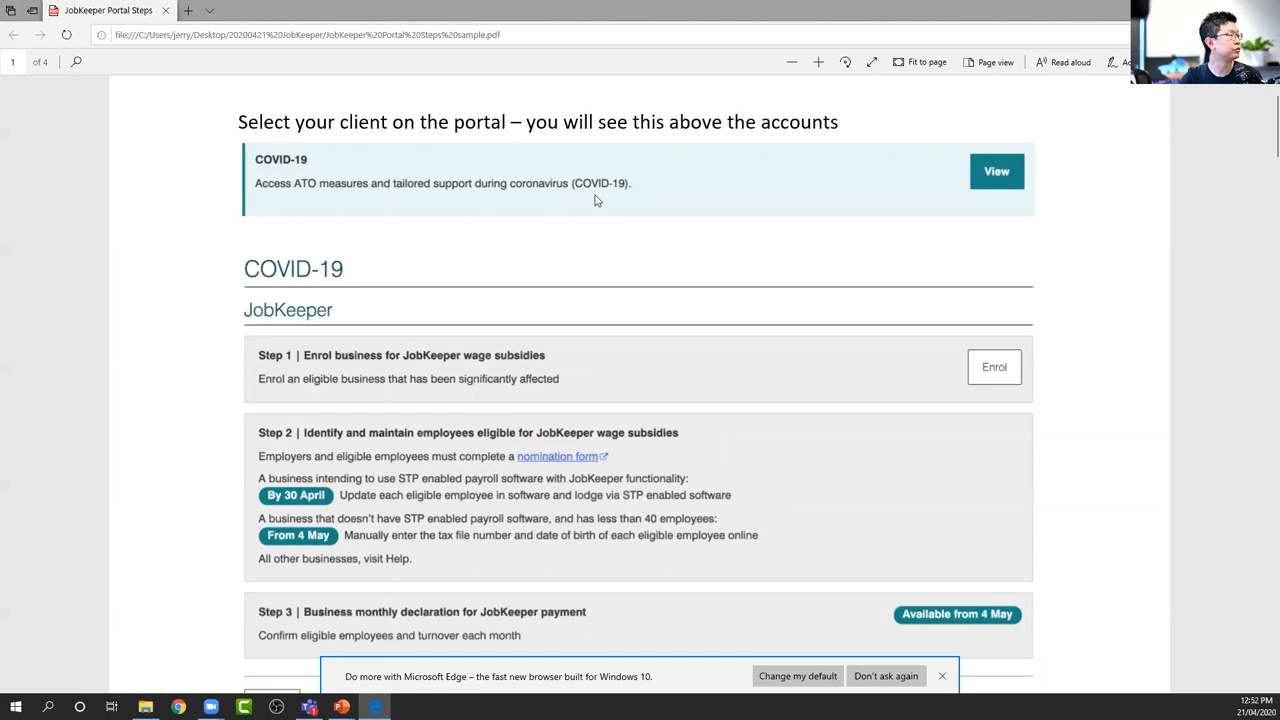 JobKeeper Portal Steps
file:///C:/Users/jerry/Desktop/20200421%20JobKeeper/JobKeeper%20Portal%20Steps%20sample.pdf
1 of 4 Fit to page Page view Read aloud
Select your client on the portal – you will see this above the accounts
COVID-19
View
Access ATO measures and tailored support during coronavirus (COVID-19).
COVID-19
JobKeeper
Step 1 | Enrol business for JobKeeper wage subsidies
Enrol
Enrol an eligible business that has been significantly affected
Step 2 | Identify and maintain employees eligible for JobKeeper wage subsidies
Employers and eligible employees must complete a nomination form
A business intending to use STP enabled payroll software with JobKeeper functionality:
By 30 April Update each eligible employee in software and lodge via STP enabled software
A business that doesn't have STP enabled payroll software, and has less than 40 employees:
From 4 May Manually enter the tax file number and date of birth of each eligible employee online
All other businesses, visit Help.
Step 3 | Business monthly declaration for JobKeeper payment
Available from 4 May
Confirm eligible employees and turnover each month
Do more with Microsoft Edge – the fast new browser built for Windows 10.
Change my default
Don't ask again
12:52 PM
21/04/2020